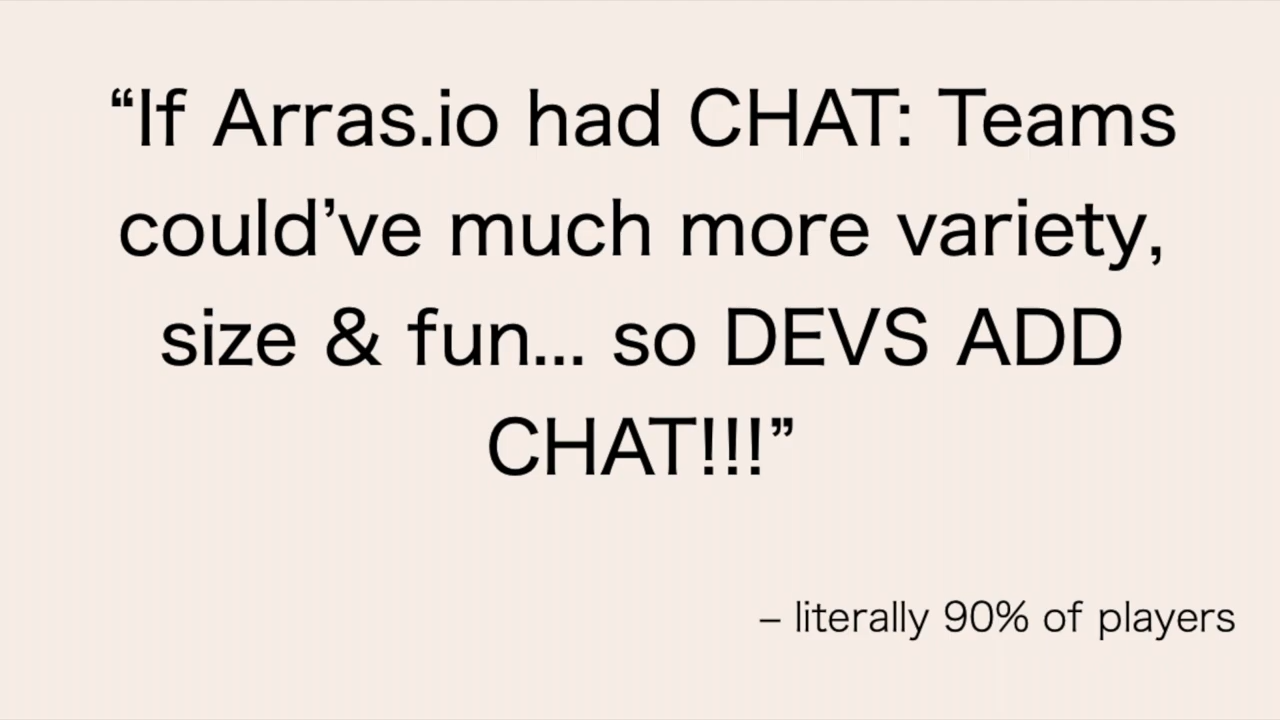 “If Arras.io had CHAT: Teams
could’ve much more variety,
size & fun... so DEVS ADD
CHAT!!!”
– literally 90% of players